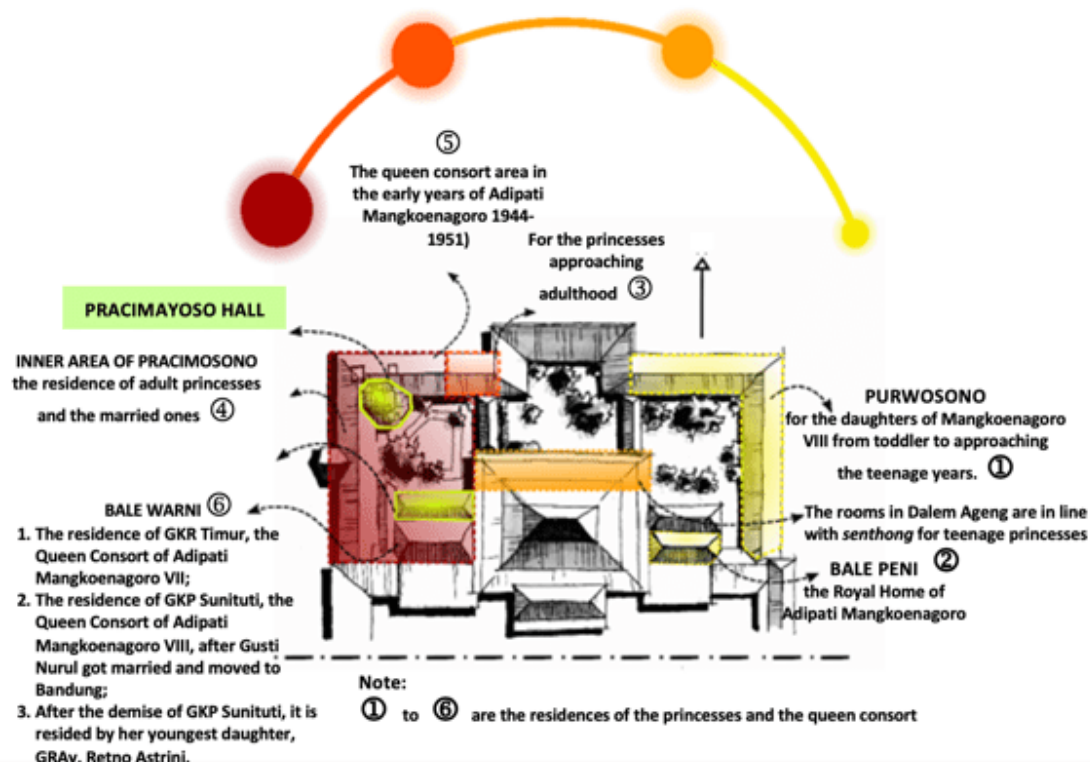 ⑤
The queen consort area in
the early years of Adipati
Mangkoenagoro 1944-
1951)
For the princesses
approaching
adulthood ③
PRACIMAYOSO HALL
INNER AREA OF PRACIMOSONO
the residence of adult princesses
and the married ones ④
PURWOSONO
for the daughters of Mangkoenagoro
VIII from toddler to approaching
the teenage years. ①
BALE WARNI ⑥
1. The residence of GKR Timur, the
Queen Consort of Adipati
Mangkoenagoro VII;
2. The residence of GKP Sunituti, the
Queen Consort of Adipati
Mangkoenagoro VIII, after Gusti
Nurul got married and moved to
Bandung;
3. After the demise of GKP Sunituti, it is
resided by her youngest daughter,
GRAy. Retno Astrini.
The rooms in Dalem Ageng are in line
with senthong for teenage princesses
②
BALE PENI
the Royal Home of
Adipati Mangkoenagoro
Note:
① to ⑥ are the residences of the princesses and the queen consort